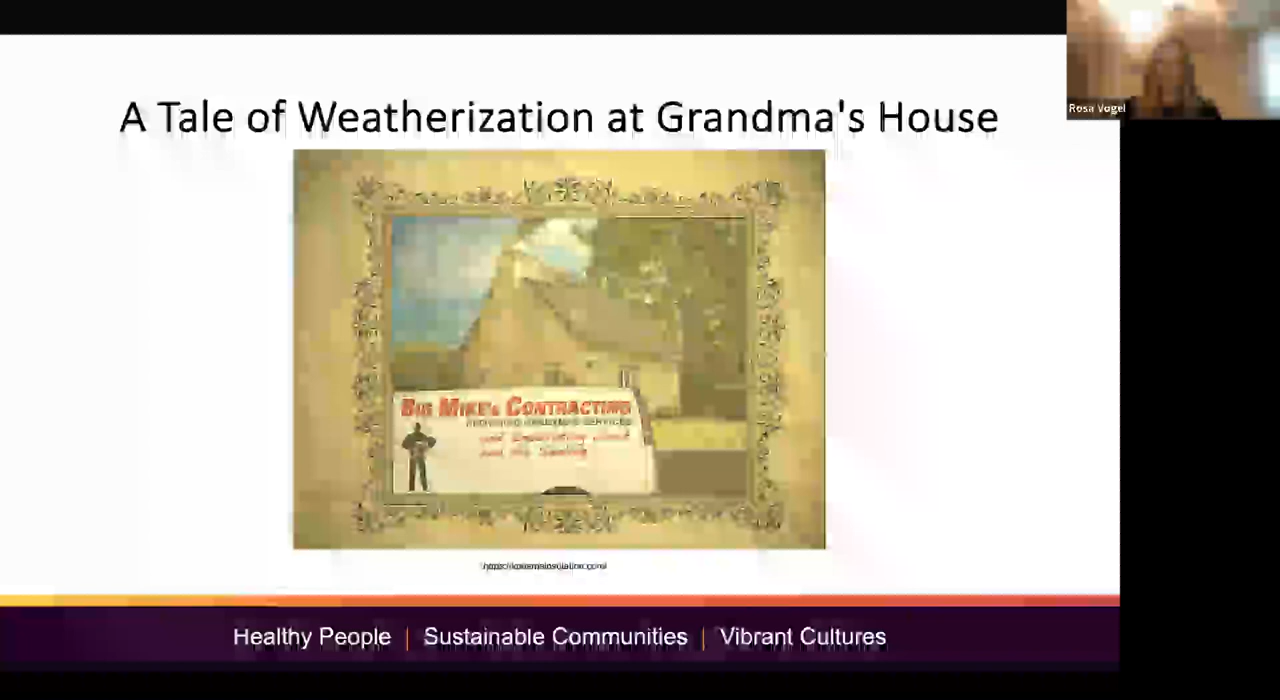 A Tale of Weatherization at Grandma's House
Rosa Vogel
BIG MIKE'S CONTRACTING
Healthy People | Sustainable Communities | Vibrant Cultures